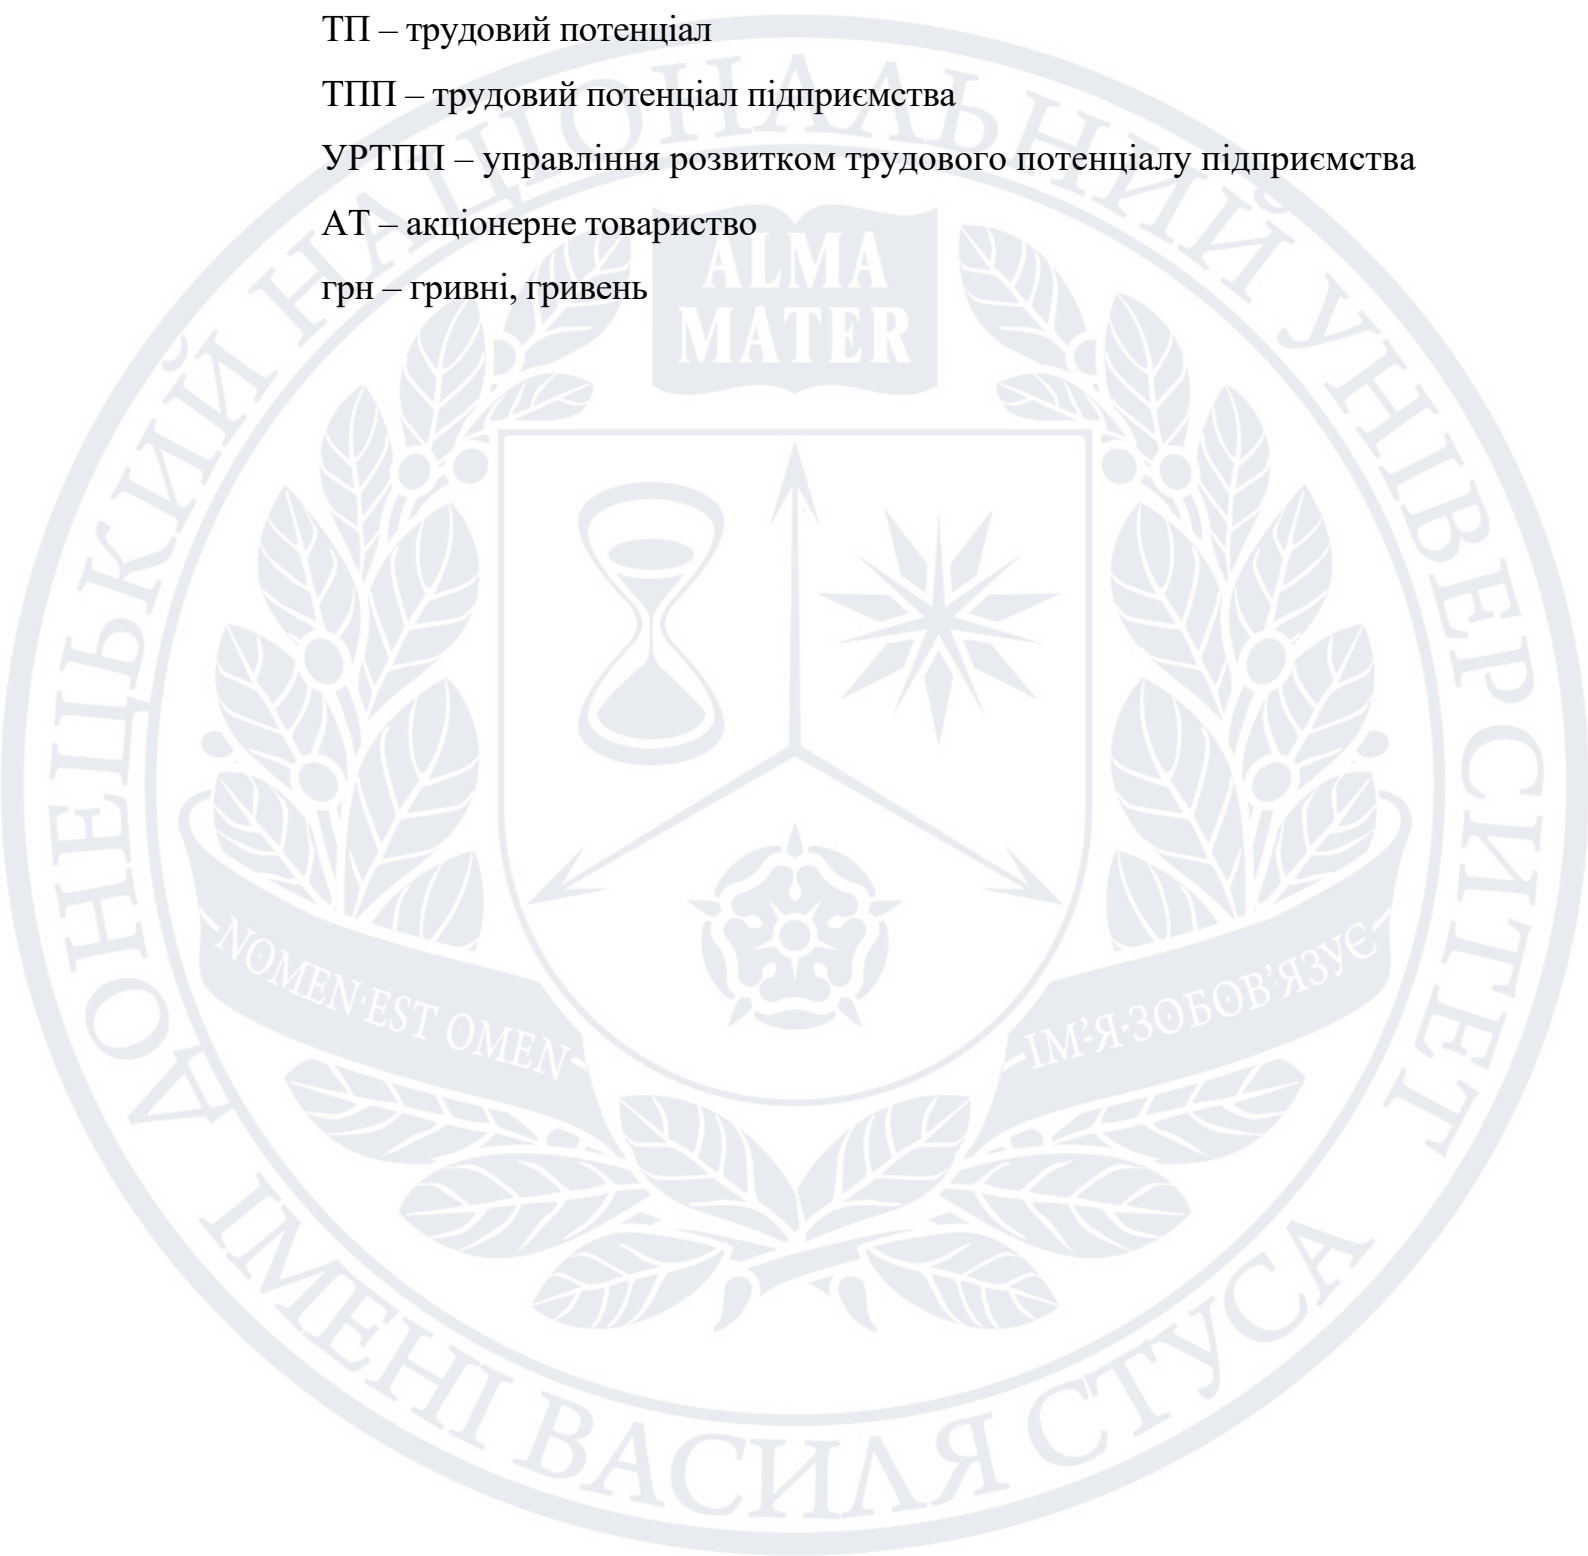 ТП – трудовий потенціал
ТПП – трудовий потенціал підприємства
УРТПП – управління розвитком трудового потенціалу підприємства
АТ – акціонерне товариство
грн – гривні, гривень
ДОНЕЦЬКИЙ НАЦІОНАЛЬНИЙ УНІВЕРСИТЕТ
ALMA
MATER
NOMEN EST OMEN
ІМ'Я ЗОБОВ'ЯЗУЄ
ІМЕНІ ВАСИЛЯ СТУСА